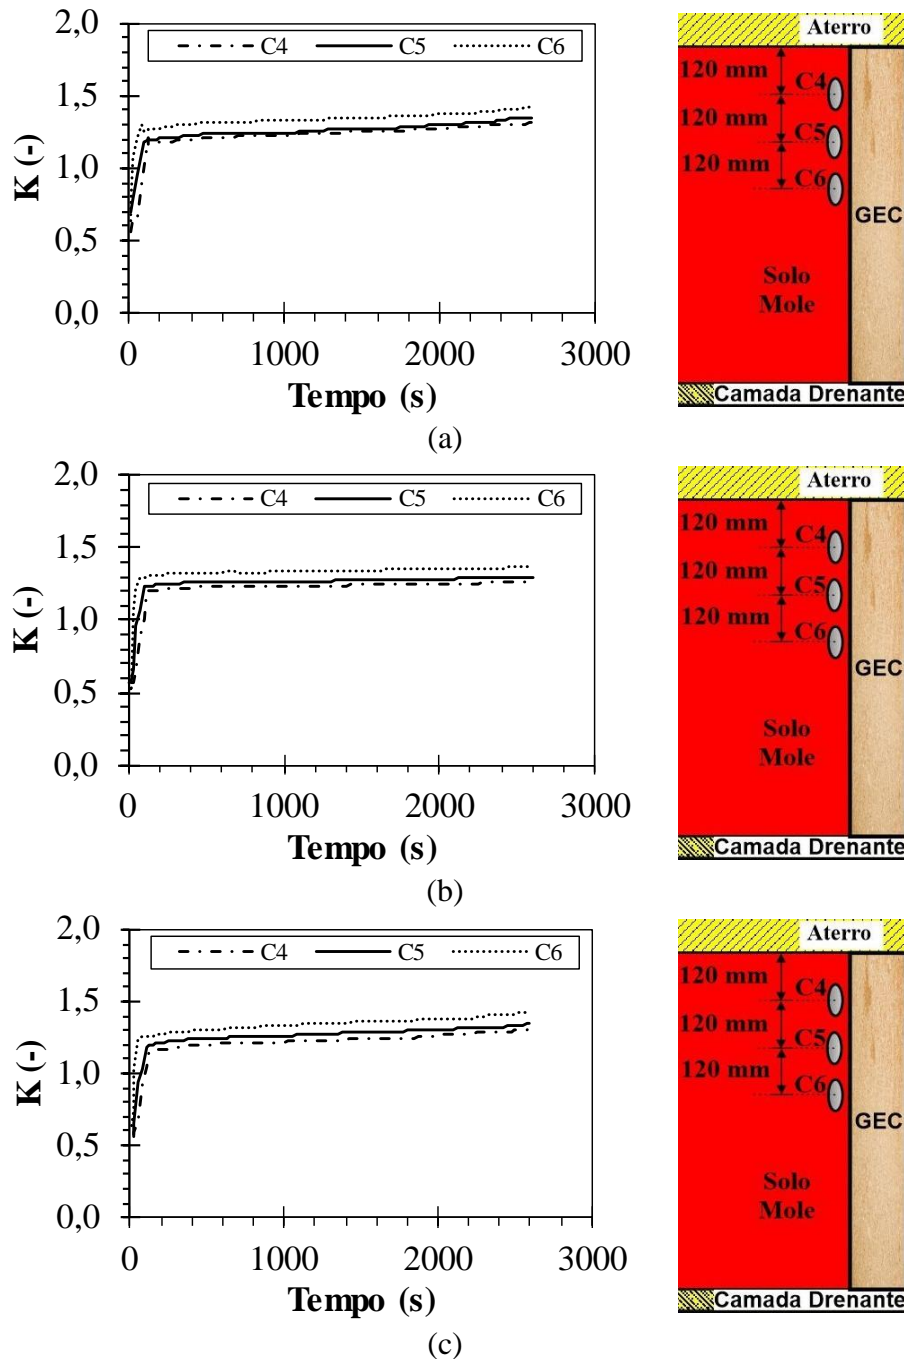 2,0
1,5
1,0
0,5
0,0
K (-)
C4 C5 C6
0 1000 2000 3000
Tempo (s)
Aterro
120 mm
C4
120 mm
C5
120 mm
C6
GEC
Solo
Mole
Camada Drenante
(a)
2,0
1,5
1,0
0,5
0,0
K (-)
C4 C5 C6
0 1000 2000 3000
Tempo (s)
Aterro
120 mm
C4
120 mm
C5
120 mm
C6
GEC
Solo
Mole
Camada Drenante
(b)
2,0
1,5
1,0
0,5
0,0
K (-)
C4 C5 C6
0 1000 2000 3000
Tempo (s)
Aterro
120 mm
C4
120 mm
C5
120 mm
C6
GEC
Solo
Mole
Camada Drenante
(c)